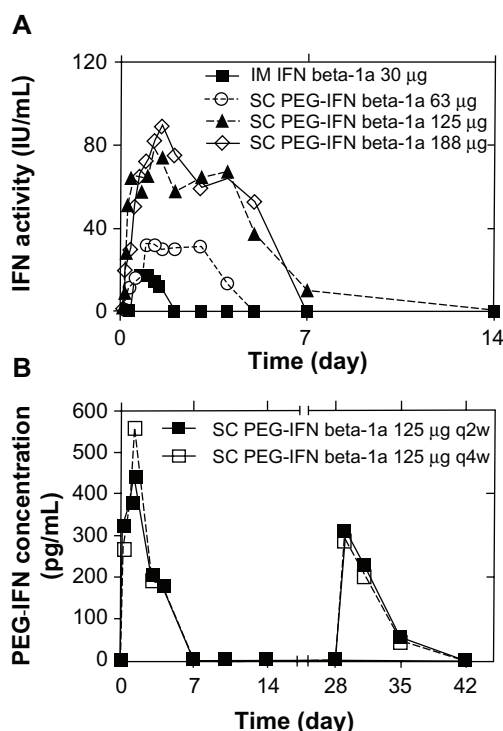 A
120
80
40
0
IFN activity (IU/mL)
IM IFN beta-1a 30 μg
SC PEG-IFN beta-1a 63 μg
SC PEG-IFN beta-1a 125 μg
SC PEG-IFN beta-1a 188 μg
0 7 14
Time (day)
B
600
500
400
300
200
100
0
PEG-IFN concentration
(pg/mL)
SC PEG-IFN beta-1a 125 μg q2w
SC PEG-IFN beta-1a 125 μg q4w
0 7 14 28 35 42
Time (day)